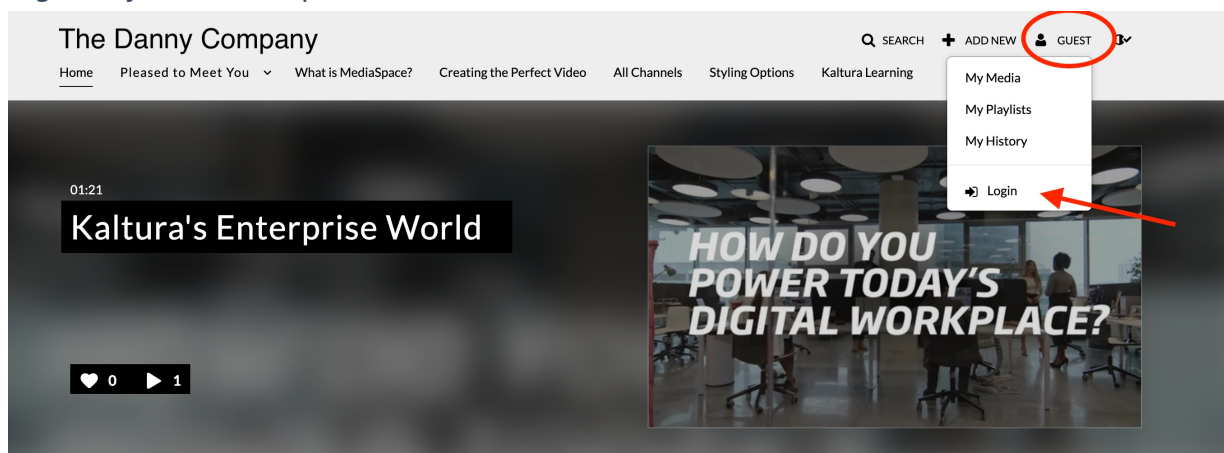 The Danny Company
SEARCH ADD NEW GUEST
Home Pleased to Meet You What is MediaSpace? Creating the Perfect Video All Channels Styling Options Kaltura Learning
My Media
My Playlists
My History
Login
01:21
Kaltura's Enterprise World
HOW DO YOU
POWER TODAY'S
DIGITAL WORKPLACE?
0 1